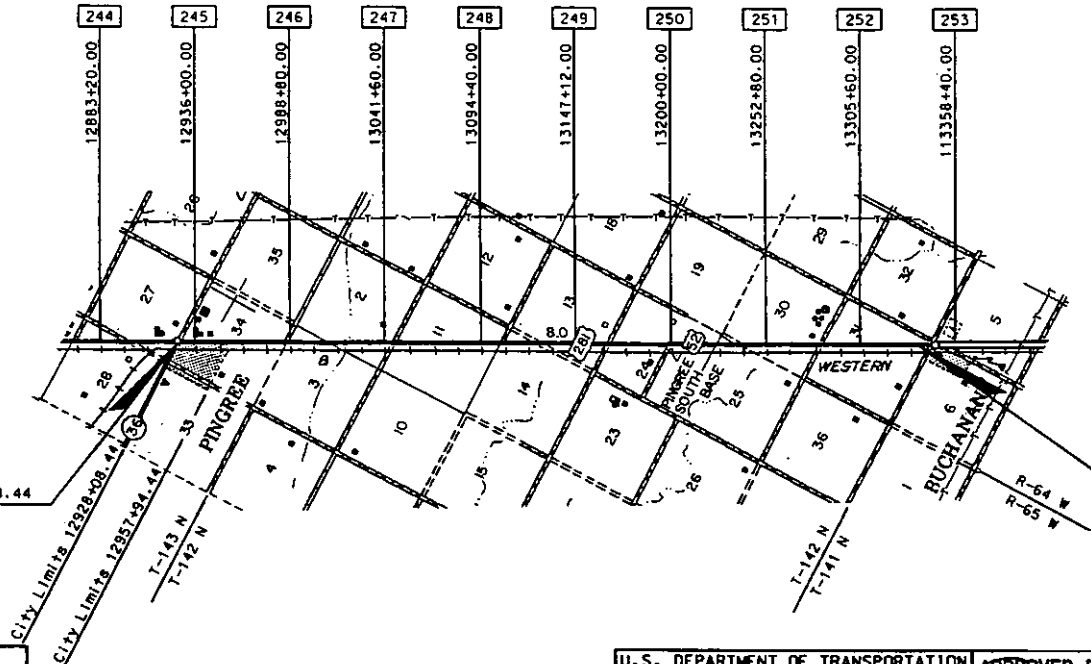 244 245 246 247 248 249 250 251 252 253
12883+20.00
12936+00.00
12988+80.00
13041+60.00
13094+40.00
13147+12.00
13200+00.00
13252+80.00
13305+60.00
113358+40.00
27
35
34
2
12
11
18
13
19
29
30
32
31
5
8.0
281
52
28
33
PINGREE
3
4
10
14
15
24
23
PINGREE
SOUTH
BASE
25
26
36
WESTERN
6
BUCHANAN
36
.44
City Limits 12928+08.44
City Limits 12957+94.44
T-143 N
T-142 N
T-142 N
T-141 N
R-64 W
R-65 W
U.S. DEPARTMENT OF TRANSPORTATION